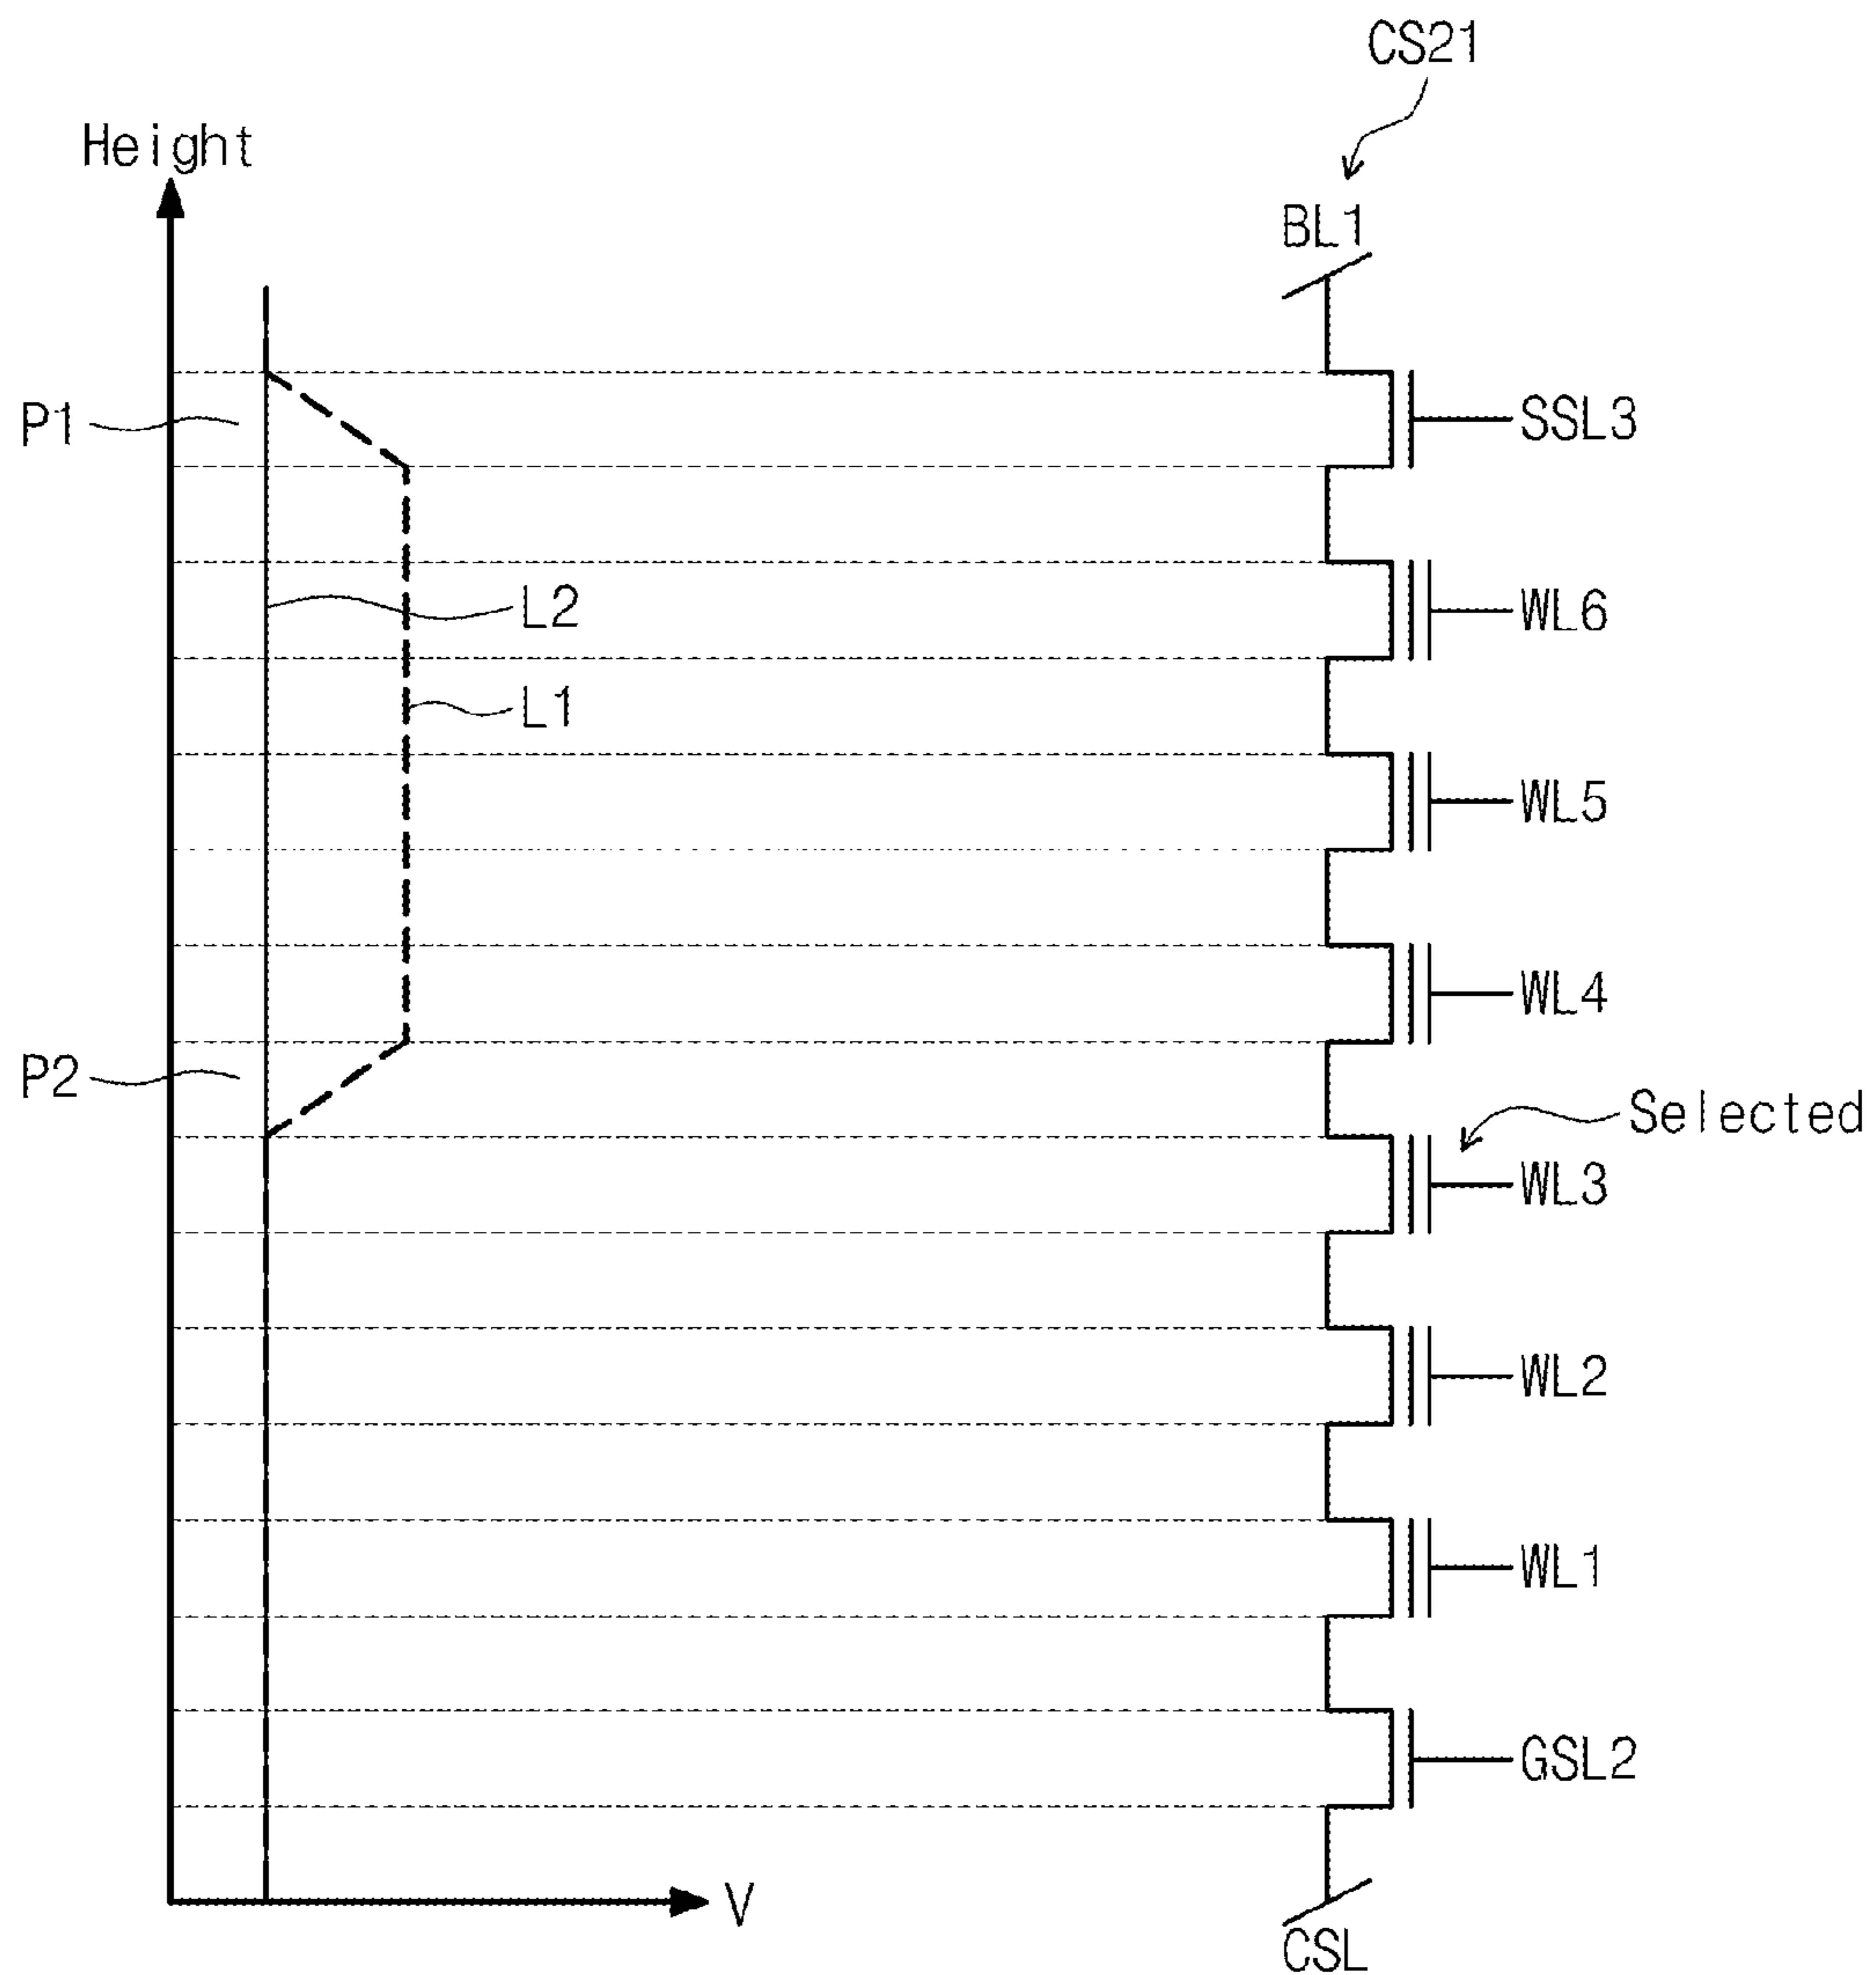 CS21
Height
BL1
P1
SSL3
L2
WL6
L1
WL5
WL4
P2
Selected
WL3
WL2
WL1
GSL2
V
CSL